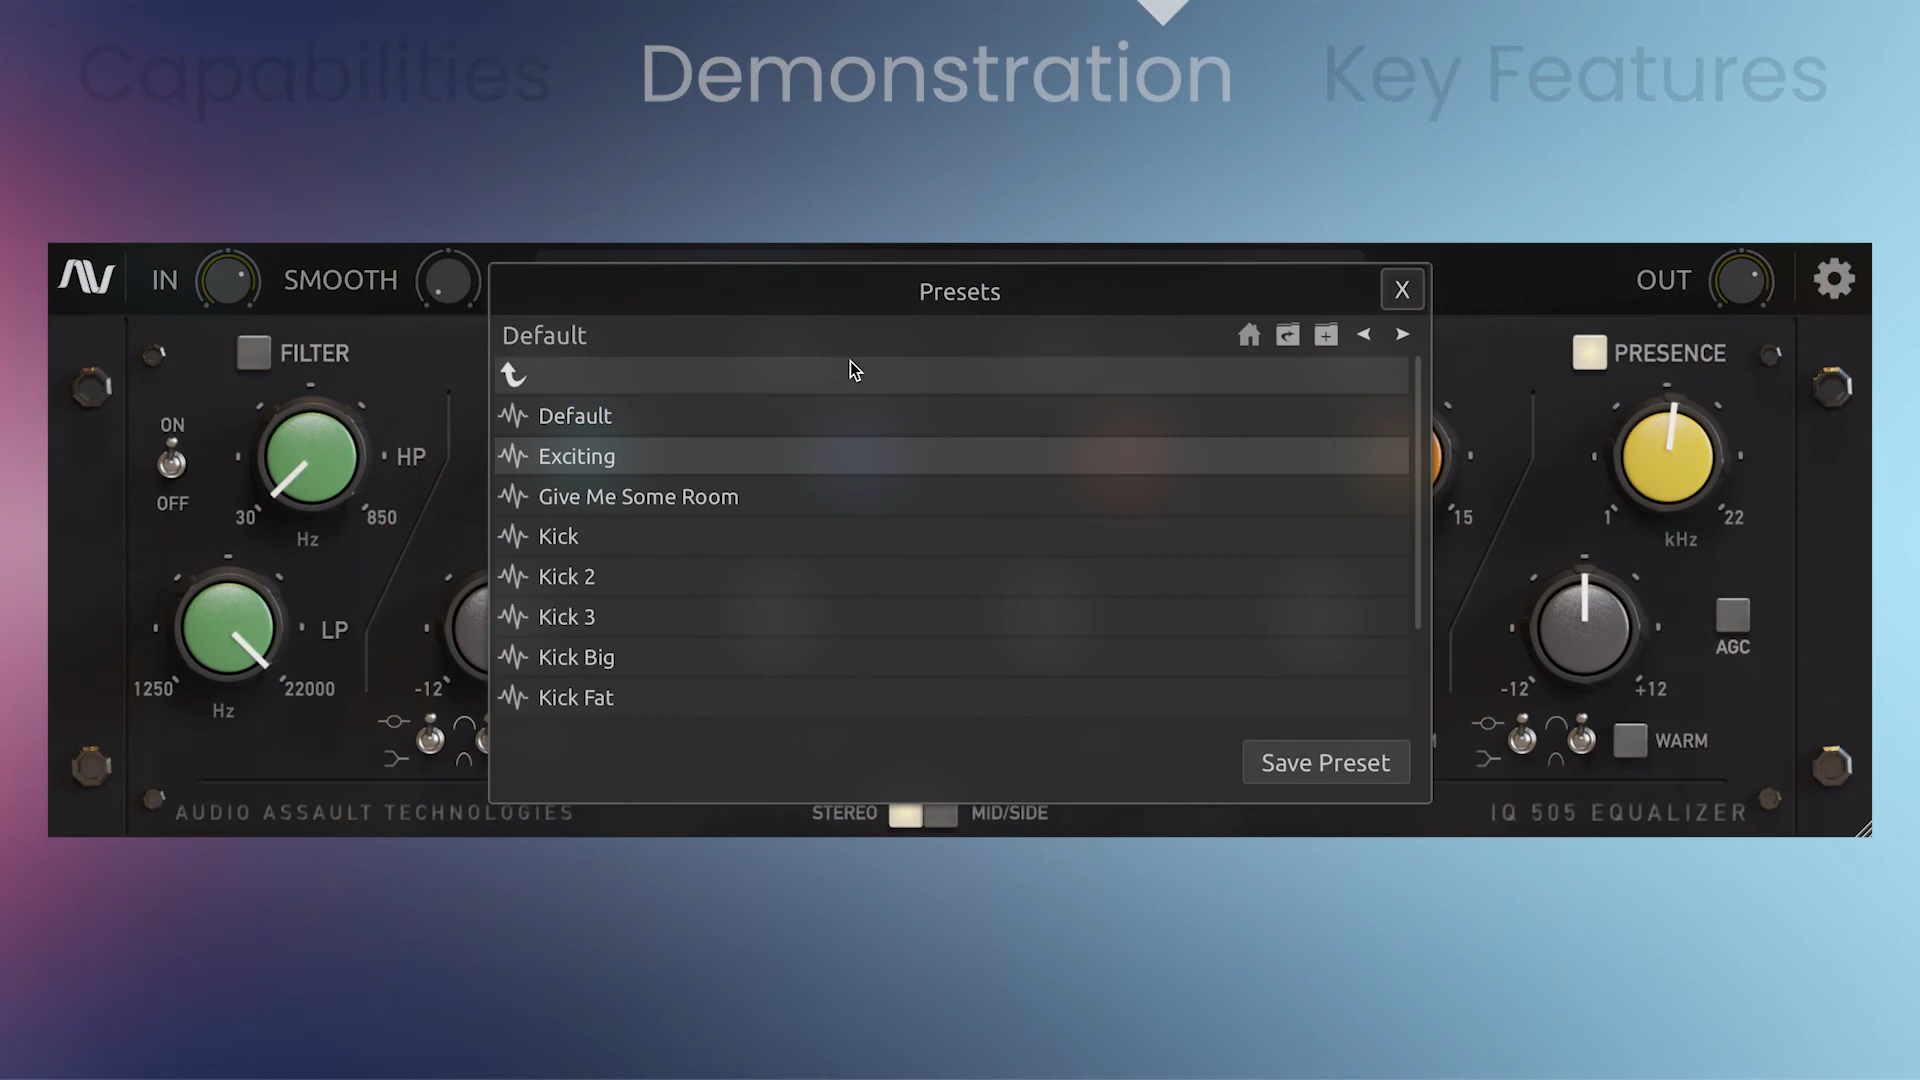 Capabilities Demonstration Key Features
IN SMOOTH OUT
Presets X
Default
Default
Exciting
Give Me Some Room
Kick
Kick 2
Kick 3
Kick Big
Kick Fat
Save Preset
FILTER
ON
OFF
HP
30 850
Hz
LP
1250 22000
Hz
-12
15
PRESENCE
1 22
kHz
-12 +12
AGC
WARM
AUDIO ASSAULT TECHNOLOGIES
STEREO MID/SIDE
IQ 505 EQUALIZER